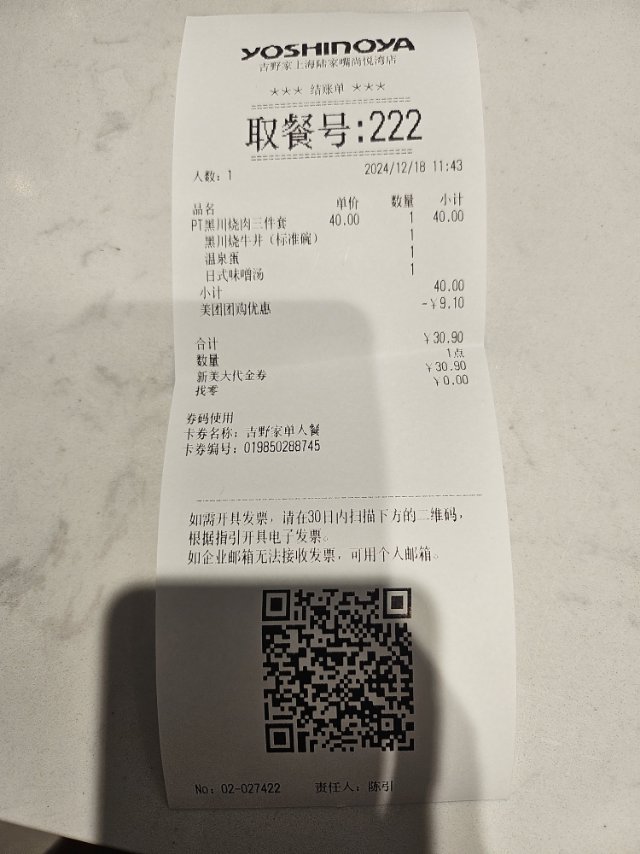 YOSHINOYA
吉野家上海陆家嘴尚悦湾店
★★★ 结账单 ★★★
取餐号:222
人数: 1 2024/12/18 11:43
品名 单价 数量 小计
PT黑川烧肉三件套 40.00 1 40.00
黑川烧牛丼（标准碗） 1
温泉蛋 1
日式味噌汤 1
小计 40.00
美团团购优惠 -￥9.10
合计 ￥30.90
数量 1点
新美大代金券 ￥30.90
找零 ￥0.00
券码使用
卡券名称: 吉野家单人餐
卡券编号: 019850288745
如需开具发票，请在30日内扫描下方的二维码，
根据指引开具电子发票。
如企业邮箱无法接收发票，可用个人邮箱。
No: 02-027422 责任人: 陈引